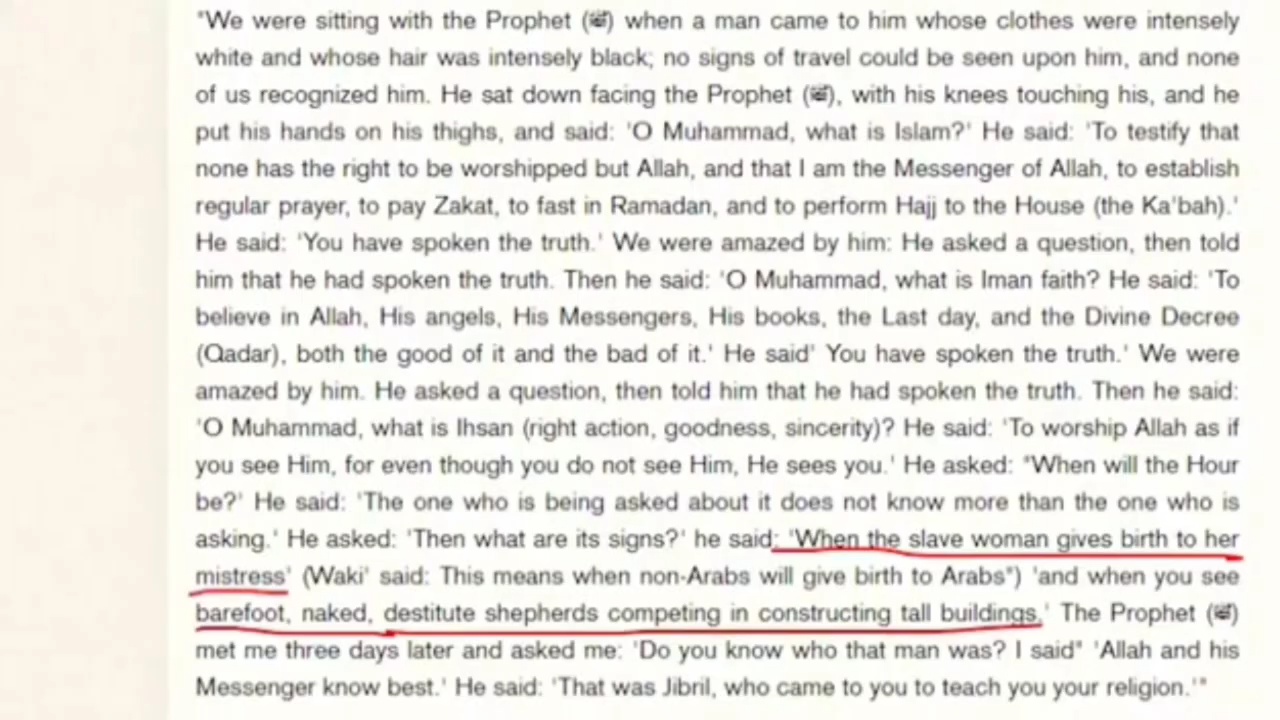 "We were sitting with the Prophet (ﷺ) when a man came to him whose clothes were intensely
white and whose hair was intensely black; no signs of travel could be seen upon him, and none
of us recognized him. He sat down facing the Prophet (ﷺ), with his knees touching his, and he
put his hands on his thighs, and said: 'O Muhammad, what is Islam?' He said: 'To testify that
none has the right to be worshipped but Allah, and that I am the Messenger of Allah, to establish
regular prayer, to pay Zakat, to fast in Ramadan, and to perform Hajj to the House (the Ka'bah).'
He said: 'You have spoken the truth.' We were amazed by him: He asked a question, then told
him that he had spoken the truth. Then he said: 'O Muhammad, what is Iman faith? He said: 'To
believe in Allah, His angels, His Messengers, His books, the Last day, and the Divine Decree
(Qadar), both the good of it and the bad of it.' He said' You have spoken the truth.' We were
amazed by him. He asked a question, then told him that he had spoken the truth. Then he said:
'O Muhammad, what is Ihsan (right action, goodness, sincerity)? He said: 'To worship Allah as if
you see Him, for even though you do not see Him, He sees you.' He asked: "When will the Hour
be?' He said: 'The one who is being asked about it does not know more than the one who is
asking.' He asked: 'Then what are its signs?' he said: 'When the slave woman gives birth to her
mistress' (Waki' said: This means when non-Arabs will give birth to Arabs") 'and when you see
barefoot, naked, destitute shepherds competing in constructing tall buildings.' The Prophet (ﷺ)
met me three days later and asked me: 'Do you know who that man was? I said" 'Allah and his
Messenger know best.' He said: 'That was Jibril, who came to you to teach you your religion.'"